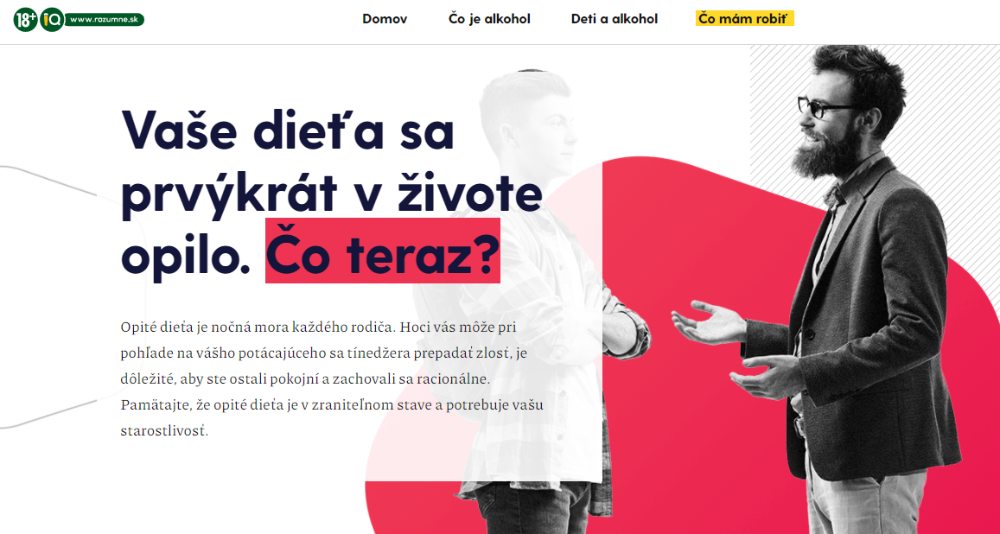 18+ iQ www.rozumne.sk
Domov Čo je alkohol Deti a alkohol Čo mám robiť
Vaše dieťa sa
prvýkrát v živote
opilo. Čo teraz?
Opité dieťa je nočná mora každého rodiča. Hoci vás môže pri
pohľade na vášho potácajúceho sa tínedžera prepadať zlosť, je
dôležité, aby ste ostali pokojní a zachovali sa racionálne.
Pamätajte, že opité dieťa je v zraniteľnom stave a potrebuje vašu
starostlivosť.